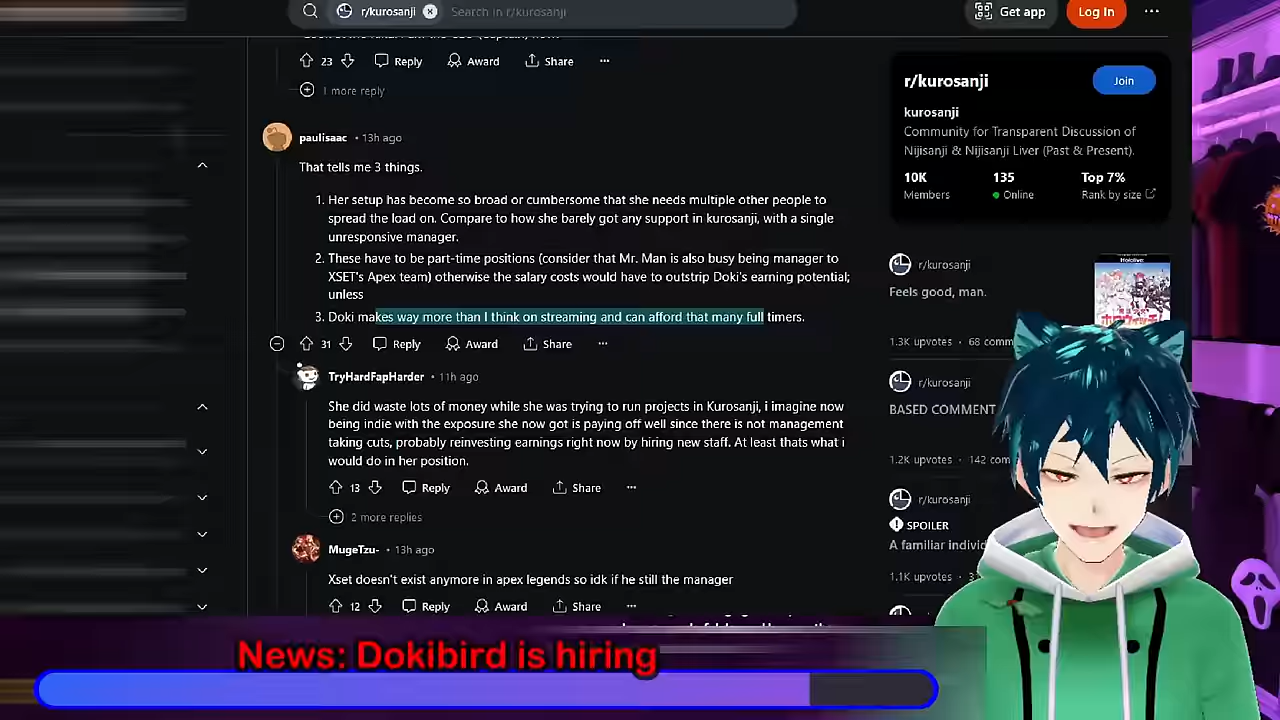 r/kurosanji
Search in r/kurosanji
Get app
Log In
23
Reply
Award
Share
1 more reply
paulisaac • 13h ago
That tells me 3 things.
1. Her setup has become so broad or cumbersome that she needs multiple other people to
spread the load on. Compare to how she barely got any support in kurosanji, with a single
unresponsive manager.
2. These have to be part-time positions (consider that Mr. Man is also busy being manager to
XSET's Apex team) otherwise the salary costs would have to outstrip Doki's earning potential;
unless
3. Doki makes way more than I think on streaming and can afford that many full timers.
31
Reply
Award
Share
TryHardFapHarder • 11h ago
She did waste lots of money while she was trying to run projects in Kurosanji, i imagine now
being indie with the exposure she now got is paying off well since there is not management
taking cuts, probably reinvesting earnings right now by hiring new staff. At least thats what i
would do in her position.
13
Reply
Award
Share
2 more replies
MugeTzu- • 13h ago
Xset doesn't exist anymore in apex legends so idk if he still the manager
12
Reply
Award
Share
r/kurosanji
Join
kurosanji
Community for Transparent Discussion of
Nijisanji & Nijisanji Liver (Past & Present).
10K
135
Top 7%
Members
Online
Rank by size
r/kurosanji
Feels good, man.
1.3K upvotes • 68 comm
r/kurosanji
BASED COMMENT
1.2K upvotes • 142 com
r/kurosanji
SPOILER
A familiar individ
1.1K upvotes
News: Dokibird is hiring